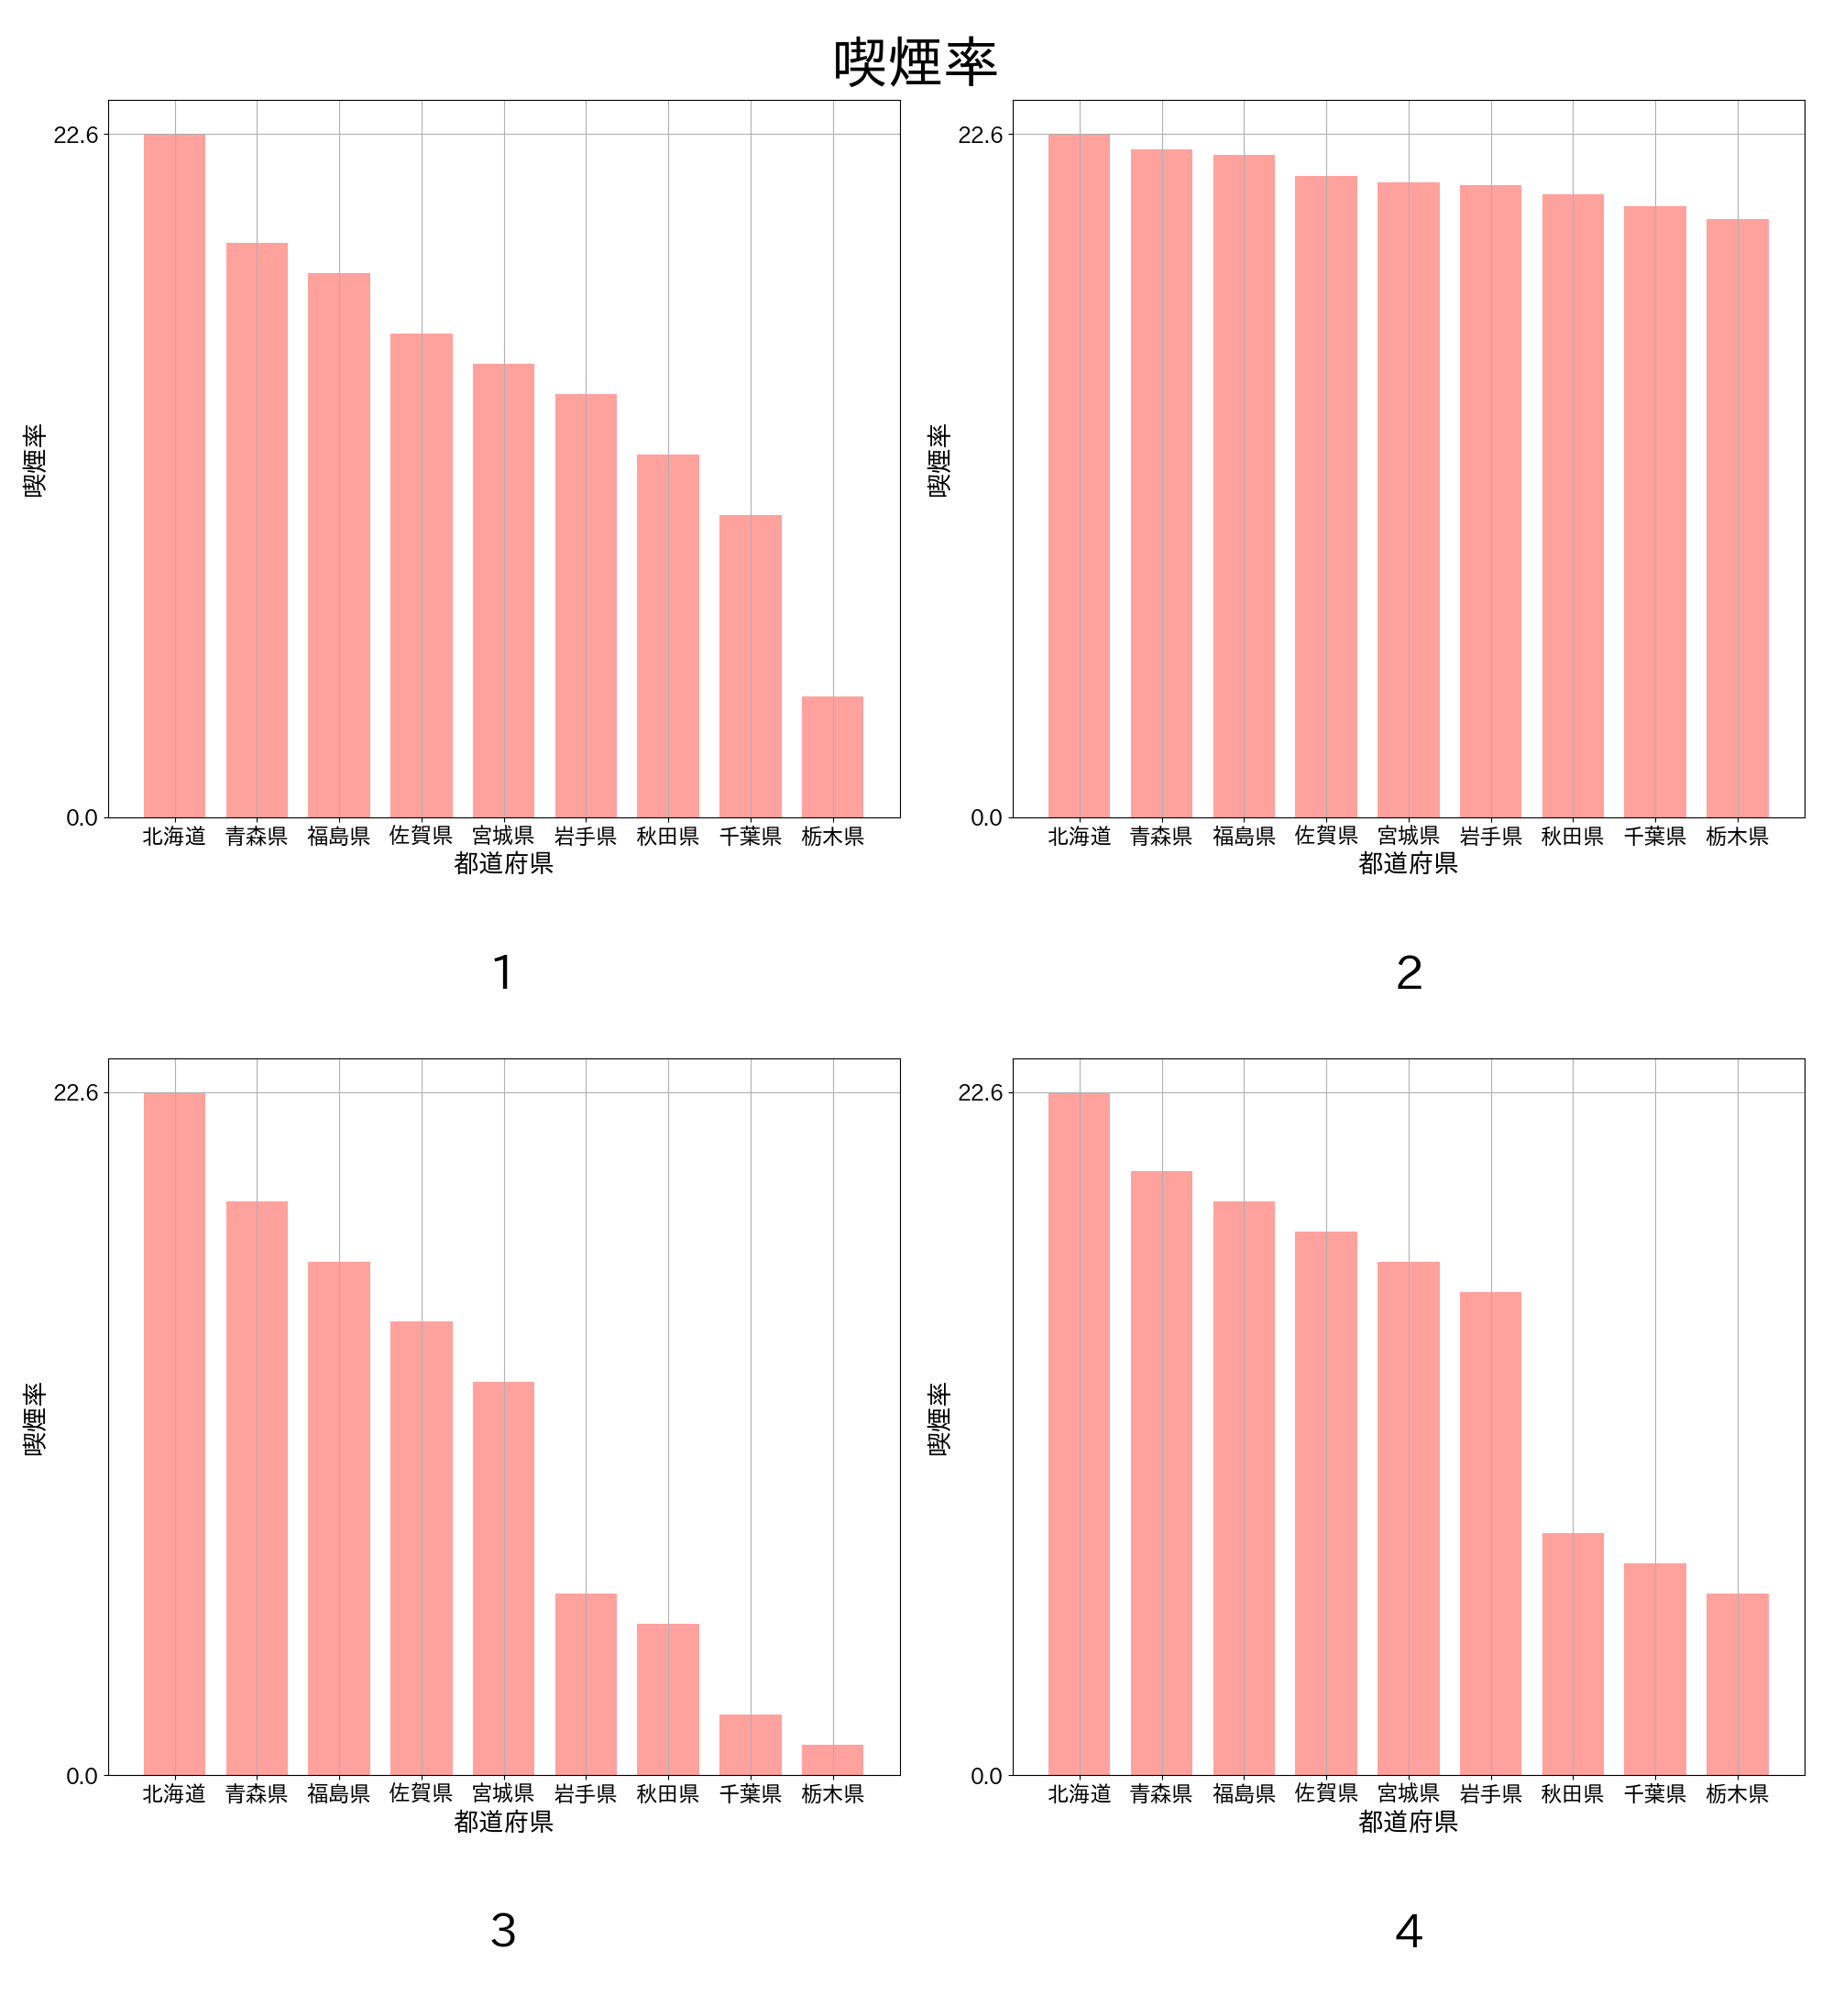 喫煙率
22.6
0.0
喫煙率
北海道 青森県 福島県 佐賀県 宮城県 岩手県 秋田県 千葉県 栃木県
都道府県
1
22.6
0.0
喫煙率
北海道 青森県 福島県 佐賀県 宮城県 岩手県 秋田県 千葉県 栃木県
都道府県
2
22.6
0.0
喫煙率
北海道 青森県 福島県 佐賀県 宮城県 岩手県 秋田県 千葉県 栃木県
都道府県
3
22.6
0.0
喫煙率
北海道 青森県 福島県 佐賀県 宮城県 岩手県 秋田県 千葉県 栃木県
都道府県
4